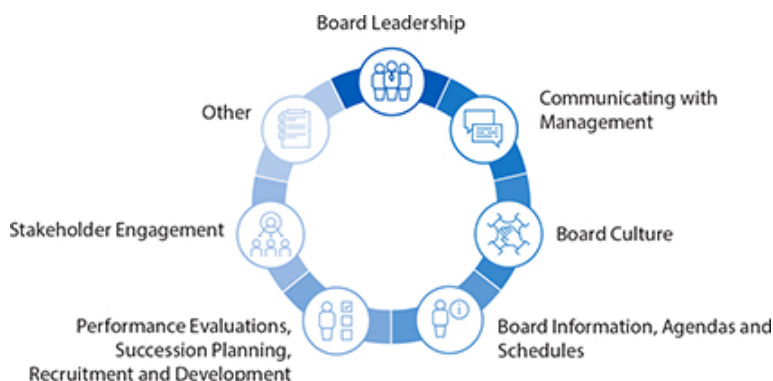 Board Leadership
Communicating with
Management
Board Culture
Board Information, Agendas and
Schedules
Performance Evaluations,
Succession Planning,
Recruitment and Development
Stakeholder Engagement
Other